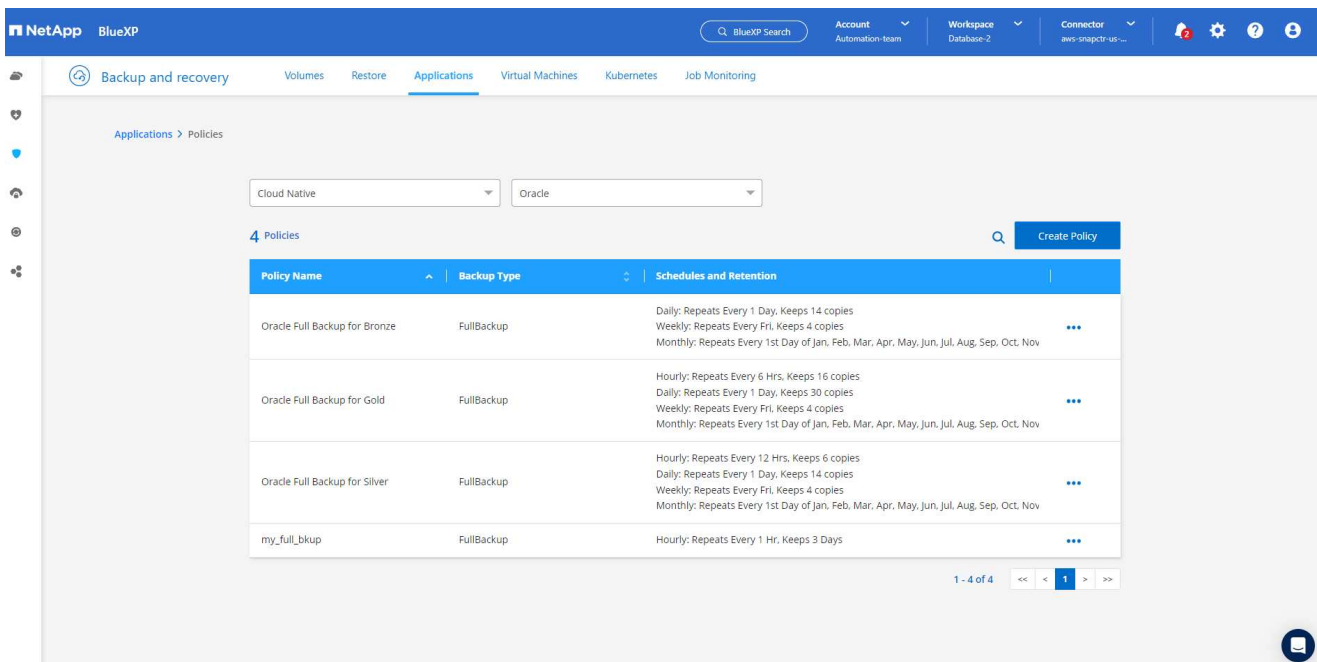 NetApp BlueXP
BlueXP Search
Account
Automation-team
Workspace
Database-2
Connector
aws-snapctr-us-...
2
Backup and recovery
Volumes Restore Applications Virtual Machines Kubernetes Job Monitoring
Applications > Policies
Cloud Native
Oracle
4 Policies
Create Policy
Policy Name Backup Type Schedules and Retention
Daily: Repeats Every 1 Day, Keeps 14 copies
Oracle Full Backup for Bronze FullBackup Weekly: Repeats Every Fri, Keeps 4 copies
Monthly: Repeats Every 1st Day of Jan, Feb, Mar, Apr, May, Jun, Jul, Aug, Sep, Oct, Nov
Hourly: Repeats Every 6 Hrs, Keeps 16 copies
Daily: Repeats Every 1 Day, Keeps 30 copies
Oracle Full Backup for Gold FullBackup
Weekly: Repeats Every Fri, Keeps 4 copies
Monthly: Repeats Every 1st Day of Jan, Feb, Mar, Apr, May, Jun, Jul, Aug, Sep, Oct, Nov
Hourly: Repeats Every 12 Hrs, Keeps 6 copies
Daily: Repeats Every 1 Day, Keeps 14 copies
Oracle Full Backup for Silver FullBackup
Weekly: Repeats Every Fri, Keeps 4 copies
Monthly: Repeats Every 1st Day of Jan, Feb, Mar, Apr, May, Jun, Jul, Aug, Sep, Oct, Nov
my_full_bkup FullBackup Hourly: Repeats Every 1 Hr, Keeps 3 Days
1 - 4 of 4 << < 1 > >>